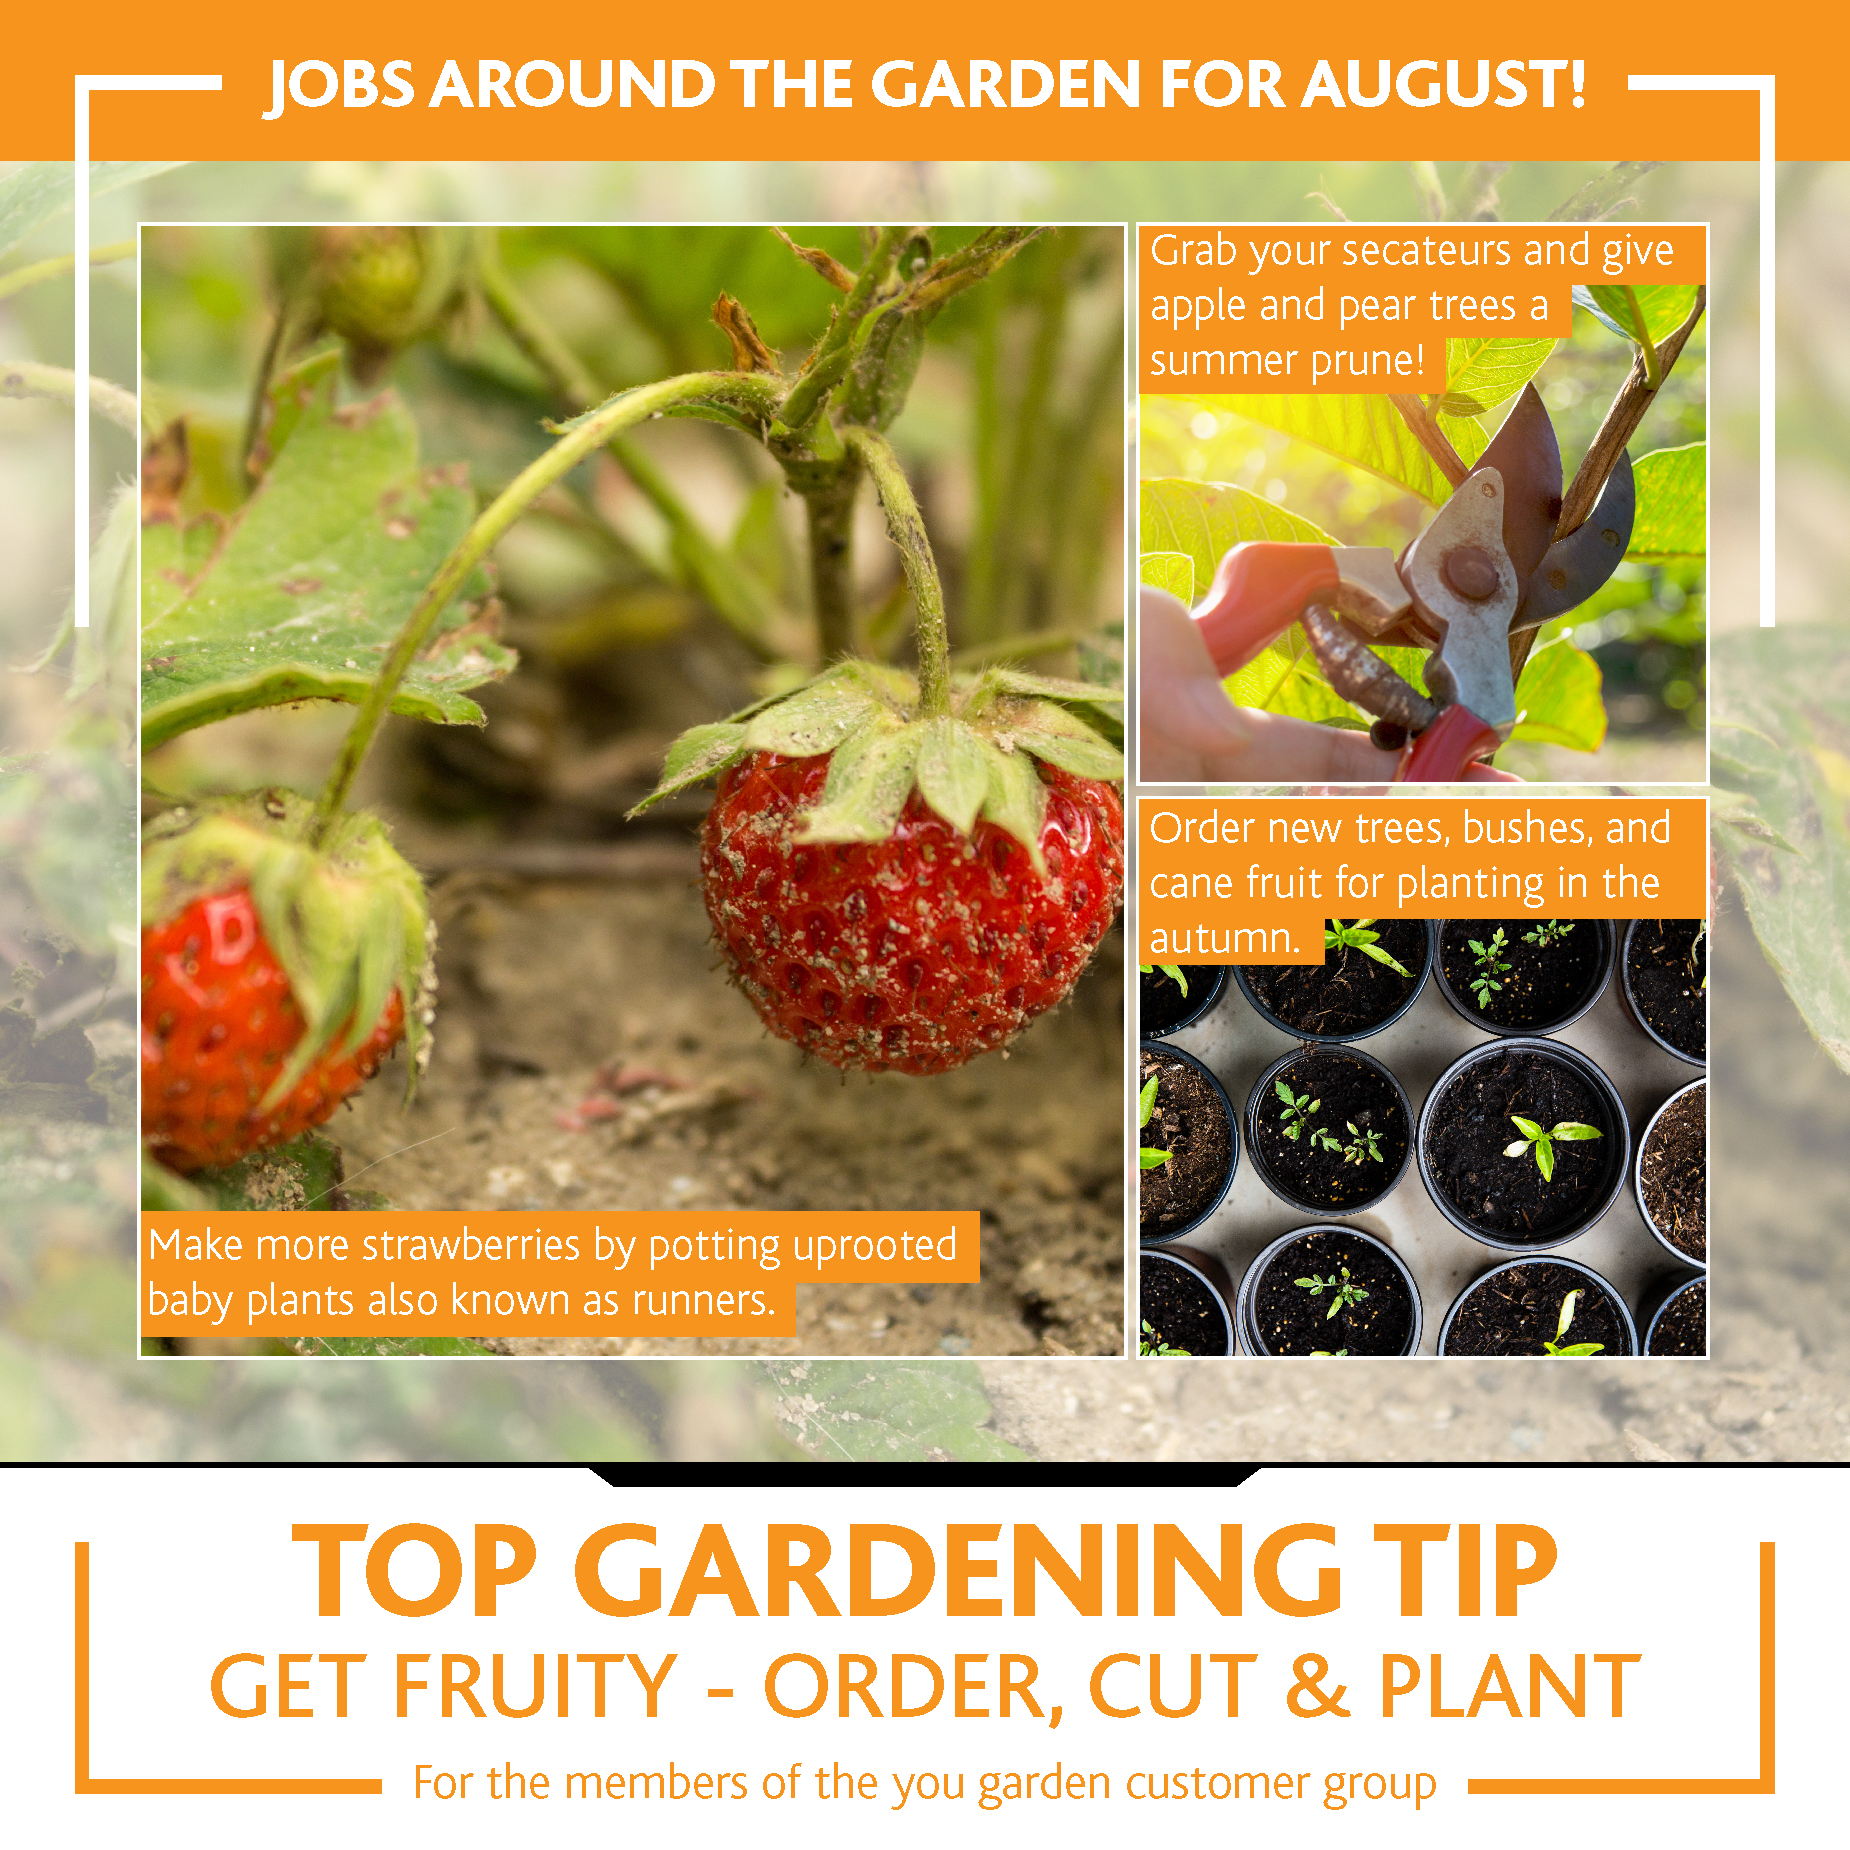 JOBS AROUND THE GARDEN FOR AUGUST!
Grab your secateurs and give
apple and pear trees a
summer prune!
Order new trees, bushes, and
cane fruit for planting in the
autumn.
Make more strawberries by potting uprooted
baby plants also known as runners.
TOP GARDENING TIP
GET FRUITY - ORDER, CUT & PLANT
For the members of the you garden customer group